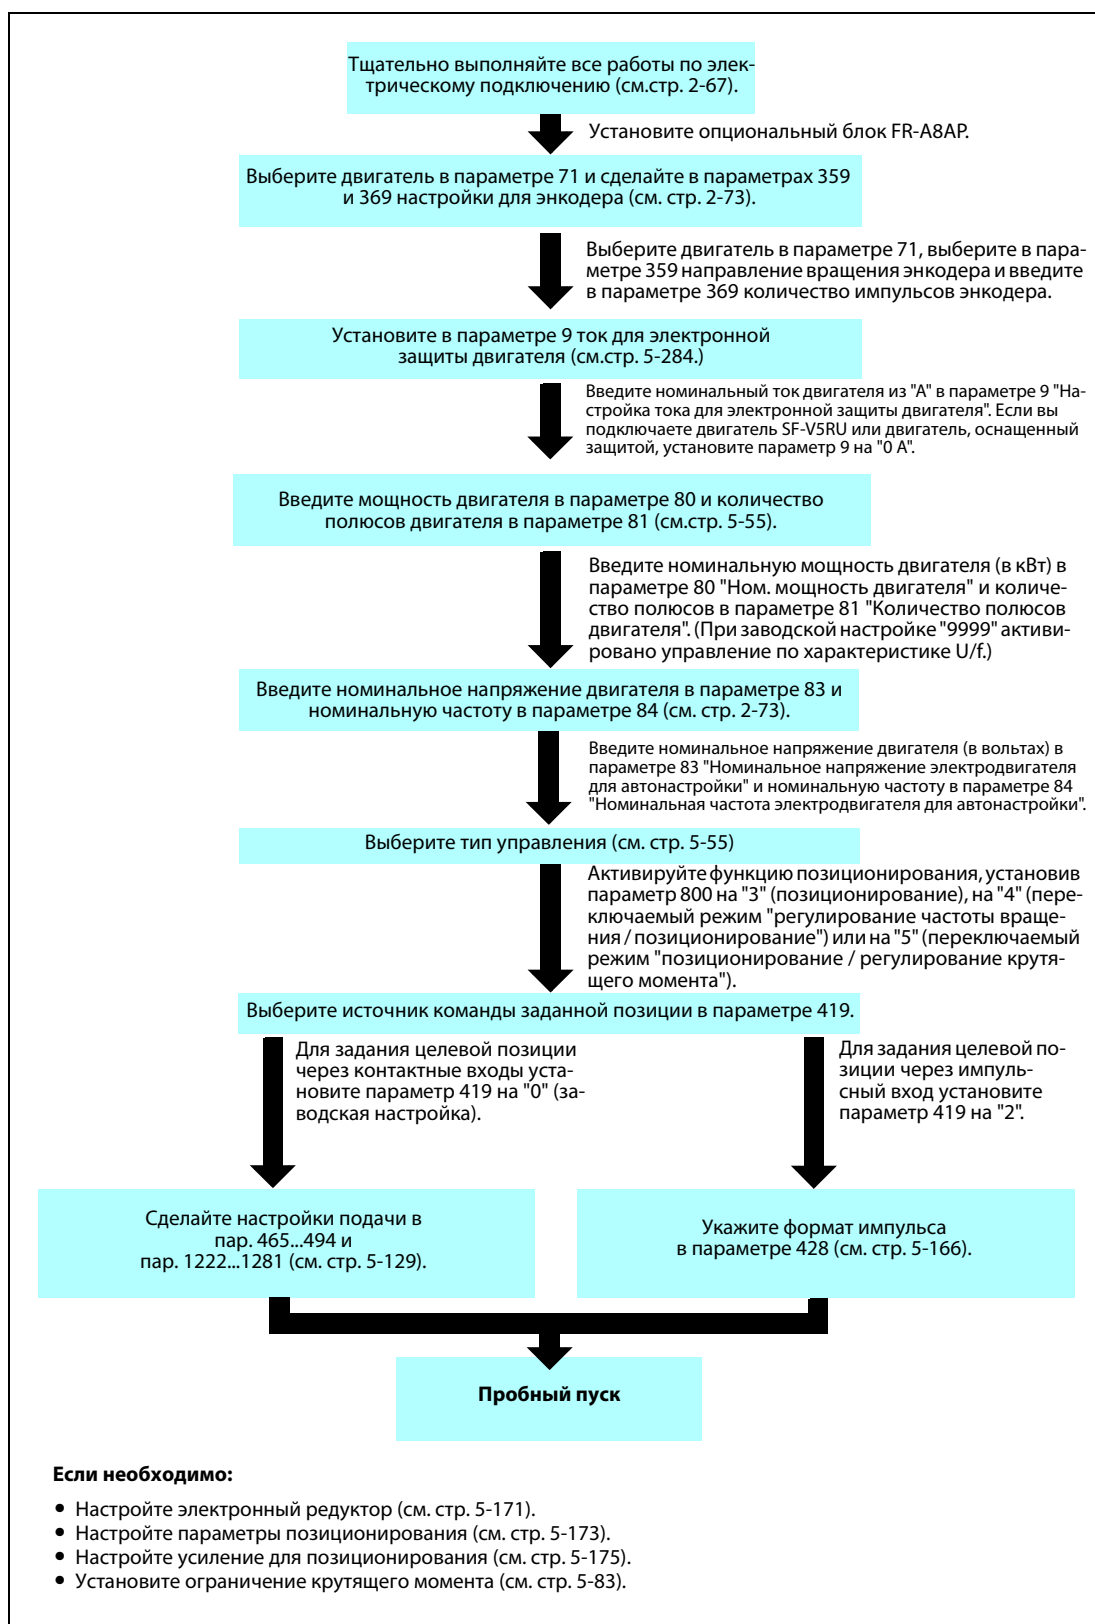 Тщательно выполняйте все работы по элек-
трическому подключению (см.стр. 2-67).
Установите опциональный блок FR-A8AP.
Выберите двигатель в параметре 71 и сделайте в параметрах 359
и 369 настройки для энкодера (см. стр. 2-73).
Выберите двигатель в параметре 71, выберите в пара-
метре 359 направление вращения энкодера и введите
в параметре 369 количество импульсов энкодера.
Установите в параметре 9 ток для электронной
защиты двигателя (см.стр. 5-284.)
Введите номинальный ток двигателя из "A" в параметре 9 "На-
стройка тока для электронной защиты двигателя". Если вы
подключаете двигатель SF-V5RU или двигатель, оснащенный
защитой, установите параметр 9 на "0 A".
Введите мощность двигателя в параметре 80 и количество
полюсов двигателя в параметре 81 (см.стр. 5-55).
Введите номинальную мощность двигателя (в кВт) в
параметре 80 "Ном. мощность двигателя" и количе-
ство полюсов в параметре 81 "Количество полюсов
двигателя". (При заводской настройке "9999" активи-
ровано управление по характеристике U/f.)
Введите номинальное напряжение двигателя в параметре 83 и
номинальную частоту в параметре 84 (см. стр. 2-73).
Введите номинальное напряжение двигателя (в вольтах) в
параметре 83 "Номинальное напряжение электродвигателя
для автонастройки" и номинальную частоту в параметре 84
"Номинальная частота электродвигателя для автонастройки".
Выберите тип управления (см. стр. 5-55)
Активируйте функцию позиционирования, установив
параметр 800 на "3" (позиционирование), на "4" (пере-
ключаемый режим "регулирование частоты враще-
ния / позиционирование") или на "5" (переключаемый
режим "позиционирование / регулирование крутя-
щего момента").
Выберите источник команды заданной позиции в параметре 419.
Для задания целевой позиции
через контактные входы уста-
новите параметр 419 на "0" (за-
водская настройка).
Для задания целевой по-
зиции через импуль-
сный вход установите
параметр 419 на "2".
Сделайте настройки подачи в
пар. 465...494 и
пар. 1222...1281 (см. стр. 5-129).
Укажите формат импульса
в параметре 428 (см. стр. 5-166).
Пробный пуск
Если необходимо:
● Настройте электронный редуктор (см. стр. 5-171).
● Настройте параметры позиционирования (см. стр. 5-173).
● Настройте усиление для позиционирования (см. стр. 5-175).
● Установите ограничение крутящего момента (см. стр. 5-83).